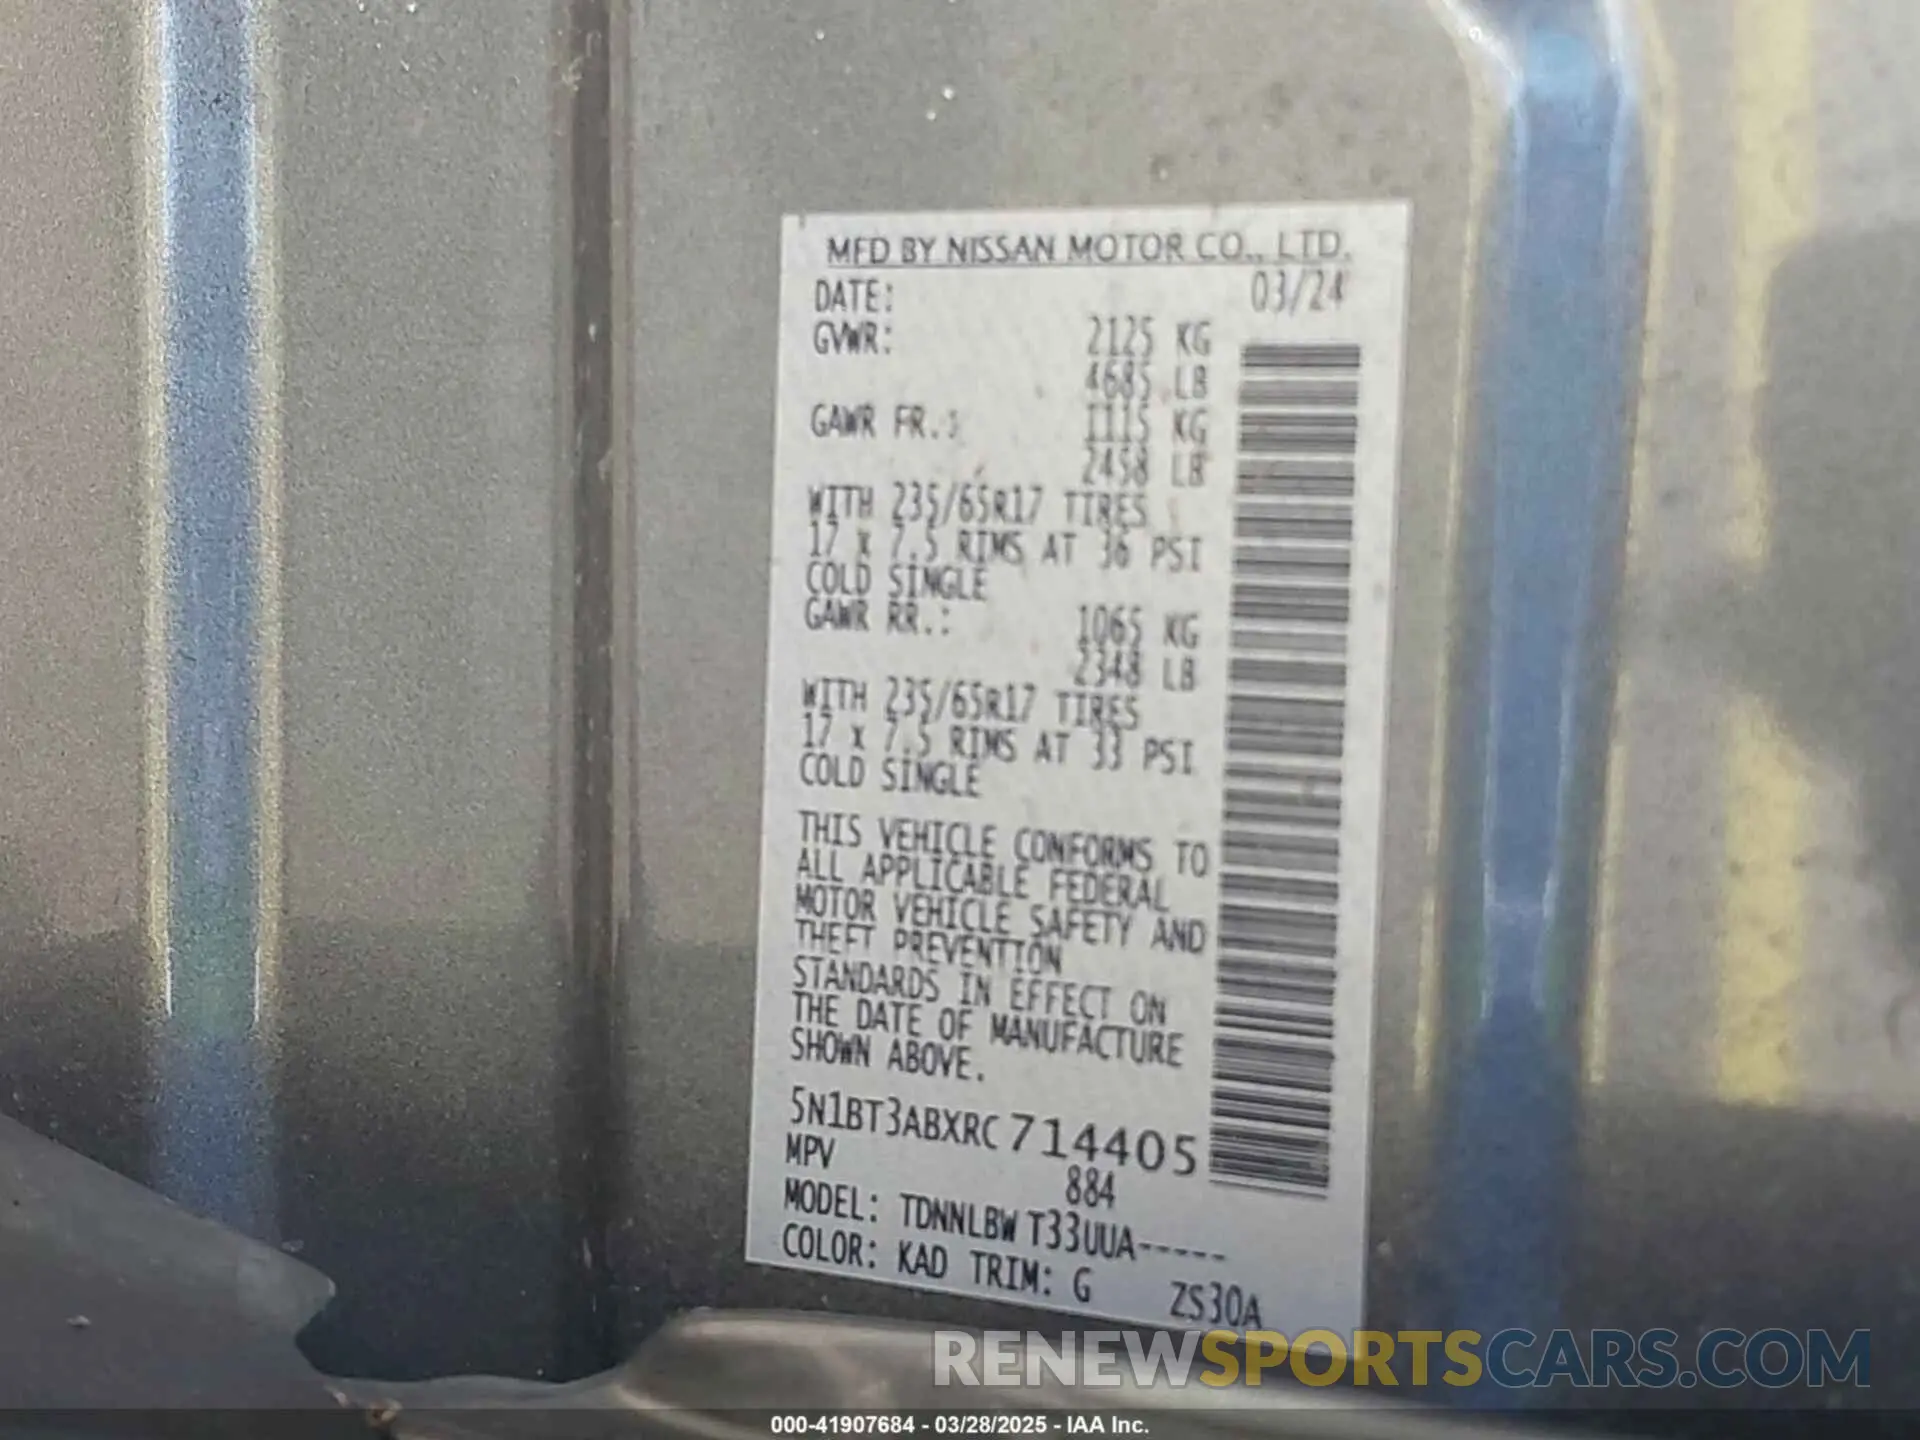 MFD BY NISSAN MOTOR CO., LTD.
DATE: 03/24
GVWR: 2125 KG
4685 LB
GAWR FR.: 1115 KG
2458 LB
WITH 235/65R17 TIRES
17 x 7.5 RIMS AT 36 PSI
COLD SINGLE
GAWR RR.: 1065 KG
2348 LB
WITH 235/65R17 TIRES
17 x 7.5 RIMS AT 33 PSI
COLD SINGLE
THIS VEHICLE CONFORMS TO
ALL APPLICABLE FEDERAL
MOTOR VEHICLE SAFETY AND
THEFT PREVENTION
STANDARDS IN EFFECT ON
THE DATE OF MANUFACTURE
SHOWN ABOVE.
5N1BT3ABXRC714405
MPV 884
MODEL: TDNNLBW T33UUA-----
COLOR: KAD TRIM: G ZS30A
RENEWSPORTSCARS.COM
000-41907684 - 03/28/2025 - IAA Inc.